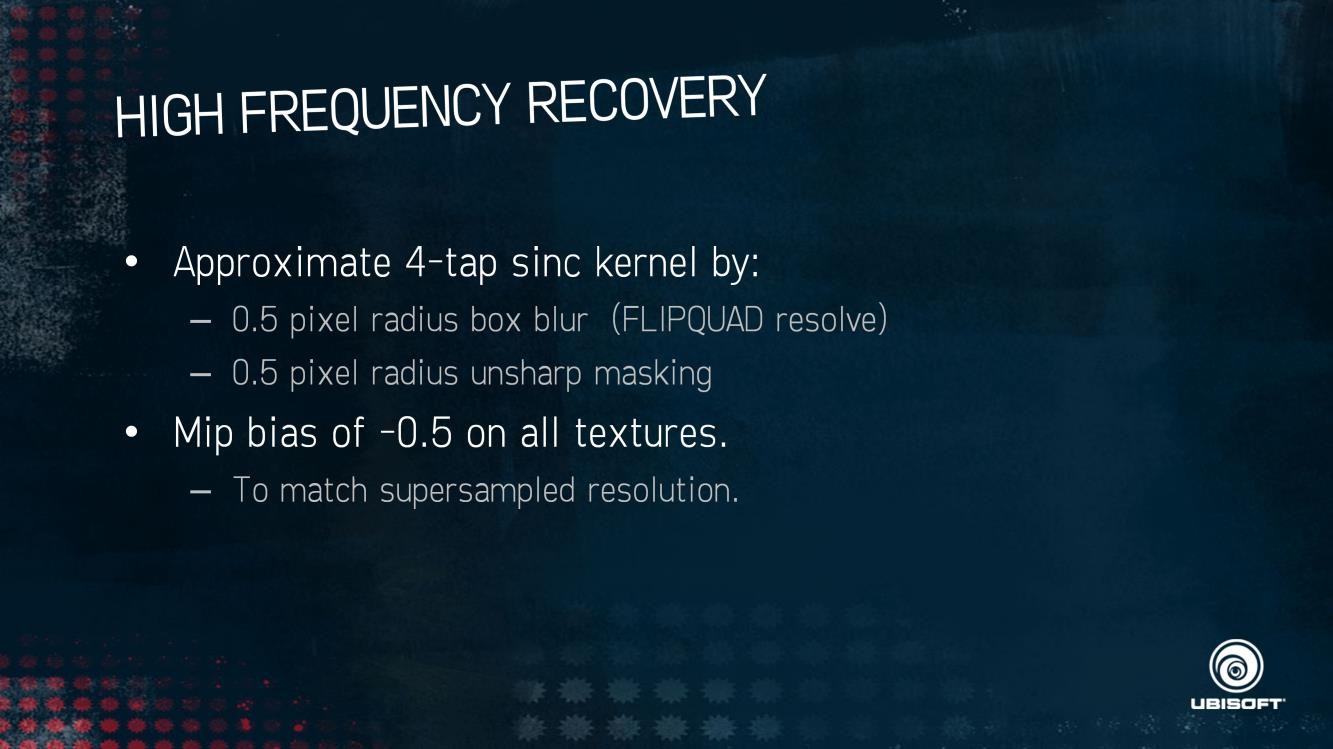 HIGH FREQUENCY RECOVERY
• Approximate 4-tap sinc kernel by:
– 0.5 pixel radius box blur (FLIPQUAD resolve)
– 0.5 pixel radius unsharp masking
• Mip bias of -0.5 on all textures.
– To match supersampled resolution.
UBISOFT